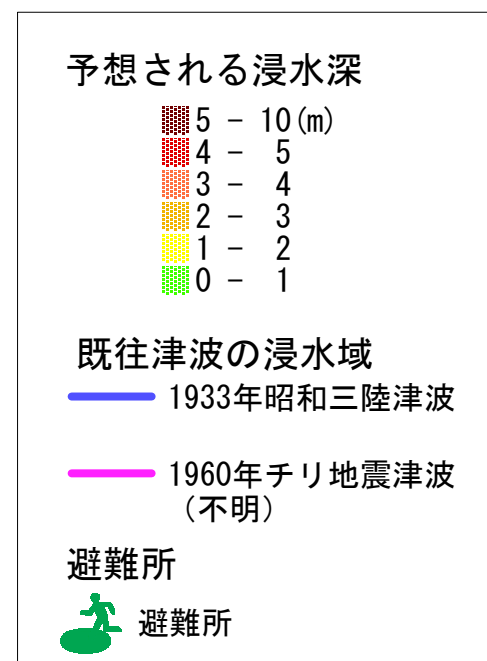 予想される浸水深
5 - 10(m)
4 - 5
3 - 4
2 - 3
1 - 2
0 - 1
既往津波の浸水域
1933年昭和三陸津波
1960年チリ地震津波
（不明）
避難所
避難所